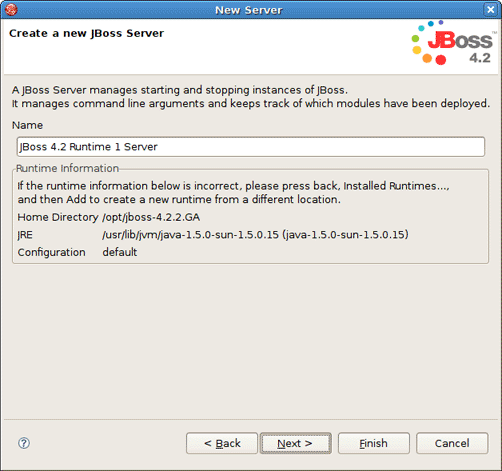 New Server
Create a new JBoss Server
JBoss
4.2
A JBoss Server manages starting and stopping instances of JBoss.
It manages command line arguments and keeps track of which modules have been deployed.
Name
JBoss 4.2 Runtime 1 Server
Runtime Information
If the runtime information below is incorrect, please press back, Installed Runtimes...,
and then Add to create a new runtime from a different location.
Home Directory /opt/jboss-4.2.2.GA
JRE /usr/lib/jvm/java-1.5.0-sun-1.5.0.15 (java-1.5.0-sun-1.5.0.15)
Configuration default
? < Back Next > Finish Cancel